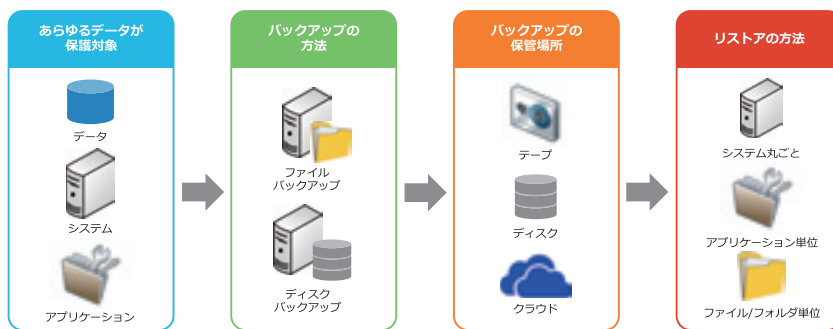 あらゆるデータが
保護対象
データ
システム
アプリケーション
バックアップの
方法
ファイル
バックアップ
ディスク
バックアップ
バックアップの
保管場所
テープ
ディスク
クラウド
リストアの方法
システム丸ごと
アプリケーション単位
ファイル/フォルダ単位